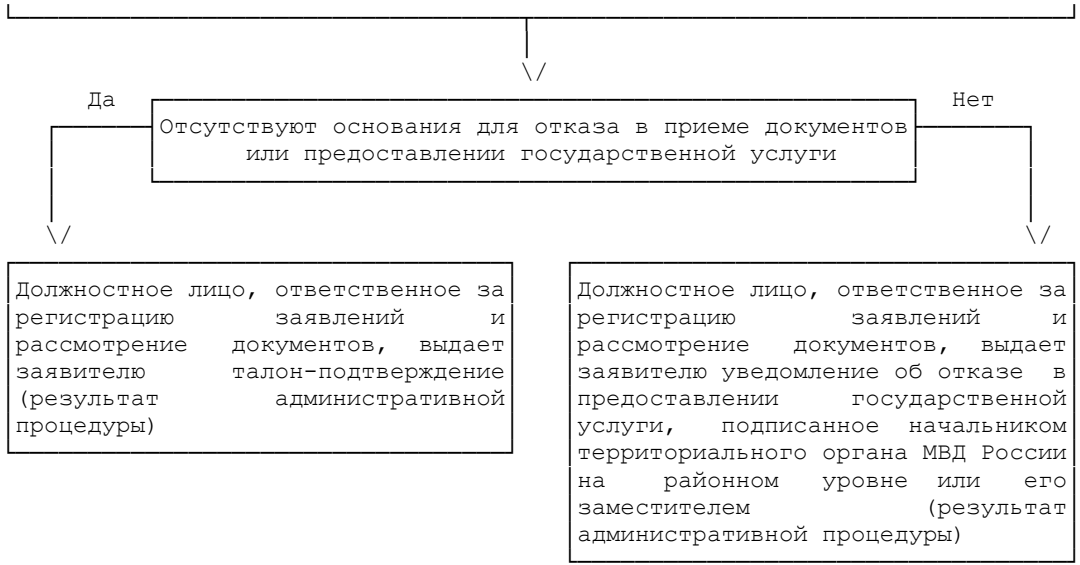 Да
Нет
Отсутствуют основания для отказа в приеме документов
или предоставлении государственной услуги
Должностное лицо, ответственное за
регистрацию заявлений и
рассмотрение документов, выдает
заявителю талон-подтверждение
(результат административной
процедуры)
Должностное лицо, ответственное за
регистрацию заявлений и
рассмотрение документов, выдает
заявителю уведомление об отказе в
предоставлении государственной
услуги, подписанное начальником
территориального органа МВД России
на районном уровне или его
заместителем (результат
административной процедуры)